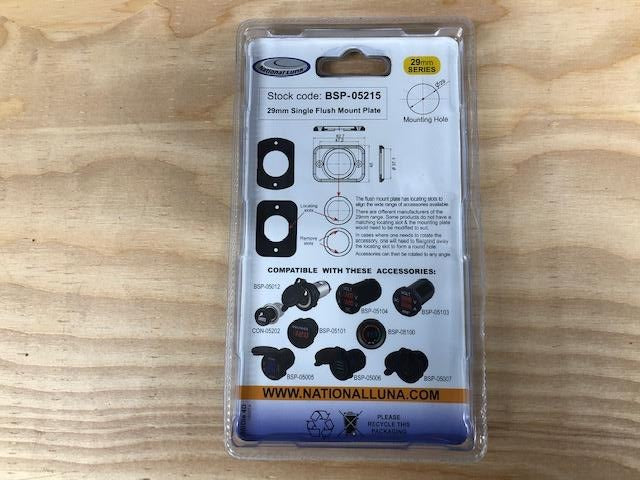 NATIONAL LUNA
29mm
SERIES
Stock code: BSP-05215
29mm Single Flush Mount Plate
Ø29
Mounting Hole
Locating
slots
Remove
slots
The flush mount plate has locating slots to
align the wide range of accessories available.
There are different manufacturers of the
29mm range. Some products do not have a
matching locating slot & the mounting plate
would need to be modified to suit.
In cases where one needs to rotate the
accessory, one will need to file/grind away
the locating slot to form a round hole.
Accessories can then be rotated to any angle.
COMPATIBLE WITH THESE ACCESSORIES:
BSP-05012
BSP-05104
BSP-05103
CON-05202
BSP-05101
BSP-05100
BSP-05005
BSP-05006
BSP-05007
WWW.NATIONALLUNA.COM
PLEASE
RECYCLE THIS
PACKAGING